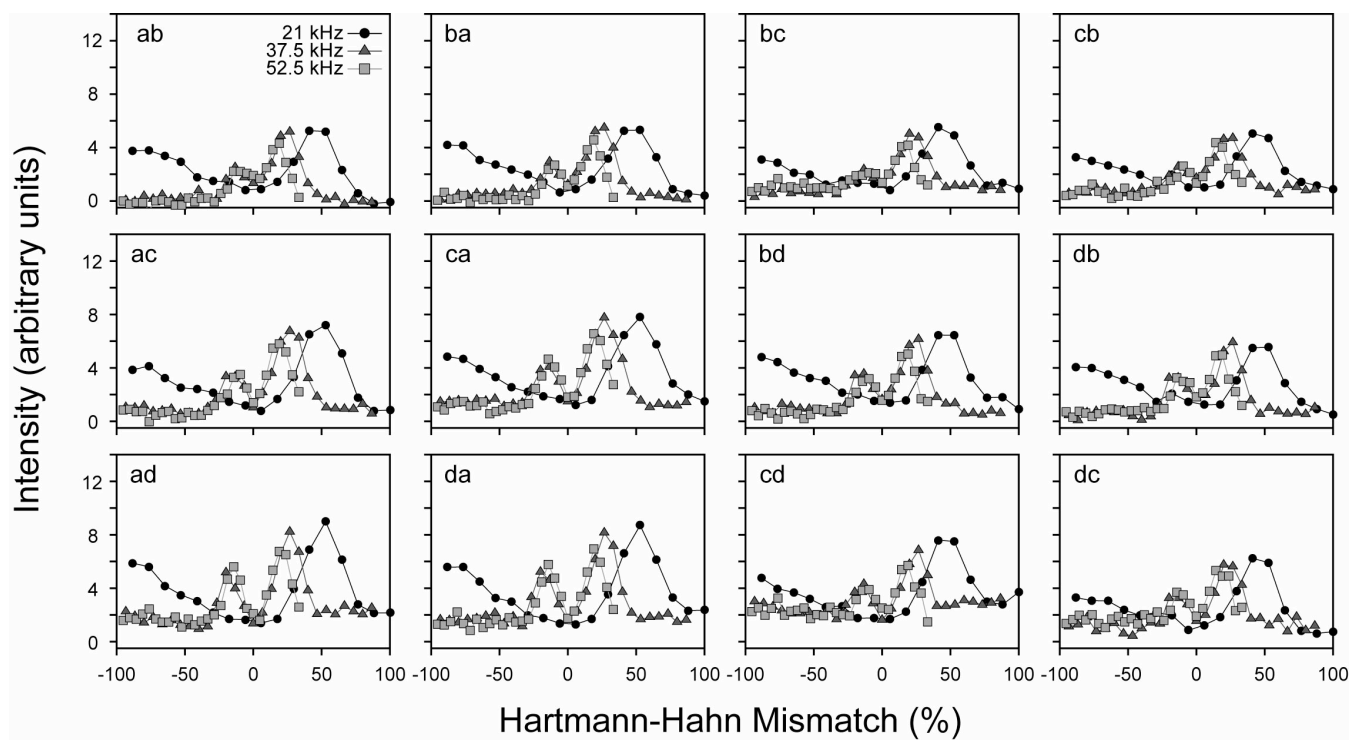 ab
21 kHz
37.5 kHz
52.5 kHz
ba
bc
cb
12
8
4
0
ac
ca
bd
db
12
8
4
0
ad
da
cd
dc
12
8
4
0
-100 -50 0 50 100 -100 -50 0 50 100 -100 -50 0 50 100 -100 -50 0 50 100
Intensity (arbitrary units)
Hartmann-Hahn Mismatch (%)